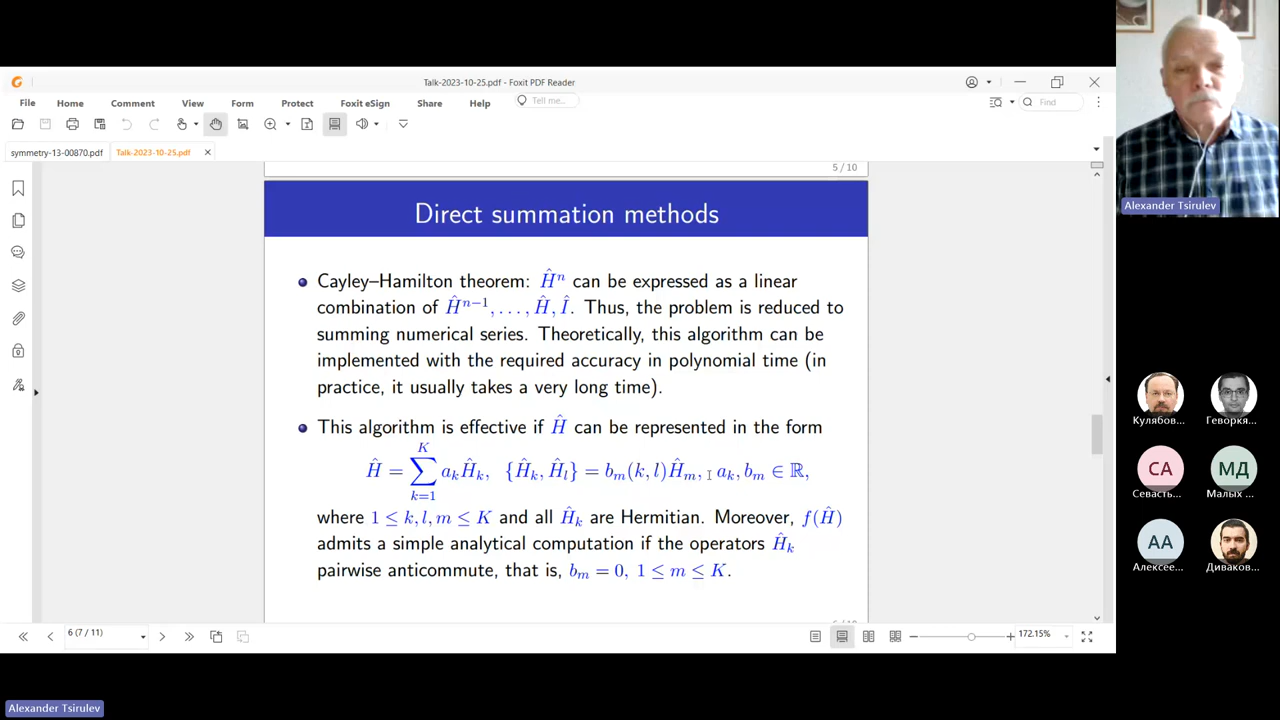 Talk-2023-10-25.pdf - Foxit PDF Reader
File Home Comment View Form Protect Foxit eSign Share Help Tell me... Find
symmetry-13-00870.pdf Talk-2023-10-25.pdf
5 / 10
Direct summation methods
Cayley–Hamilton theorem: Ĥⁿ can be expressed as a linear
combination of Ĥⁿ⁻¹, . . . , Ĥ, Î. Thus, the problem is reduced to
summing numerical series. Theoretically, this algorithm can be
implemented with the required accuracy in polynomial time (in
practice, it usually takes a very long time).
This algorithm is effective if Ĥ can be represented in the form
Ĥ = ∑_{k=1}^{K} a_k Ĥ_k, {Ĥ_k, Ĥ_l} = b_m(k, l)Ĥ_m, a_k, b_m ∈ ℝ,
where 1 ≤ k, l, m ≤ K and all Ĥ_k are Hermitian. Moreover, f(Ĥ)
admits a simple analytical computation if the operators Ĥ_k
pairwise anticommute, that is, b_m = 0, 1 ≤ m ≤ K.
6 (7 / 11)
172.15%
Alexander Tsirulev
Кулябов... Геворкя...
СА МД
Севасть... Малых ...
АА
Алексее... Диваков...
Alexander Tsirulev